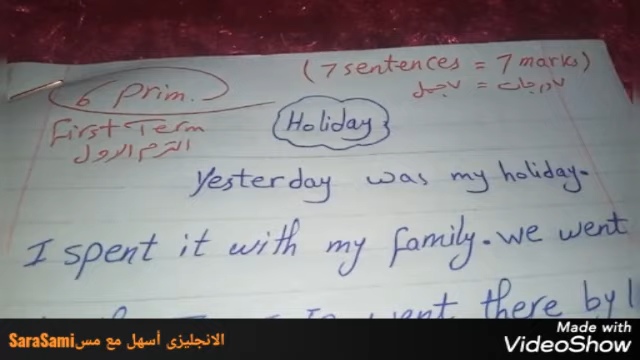 (7 sentences = 7 marks)
٧ جمل = ٧ درجات
6 Prim.
First Term
الترم الاول
Holiday
Yesterday was my holiday.
I spent it with my family. We went
went there by
الانجليزى أسهل مع مس SaraSami
Made with
VideoShow